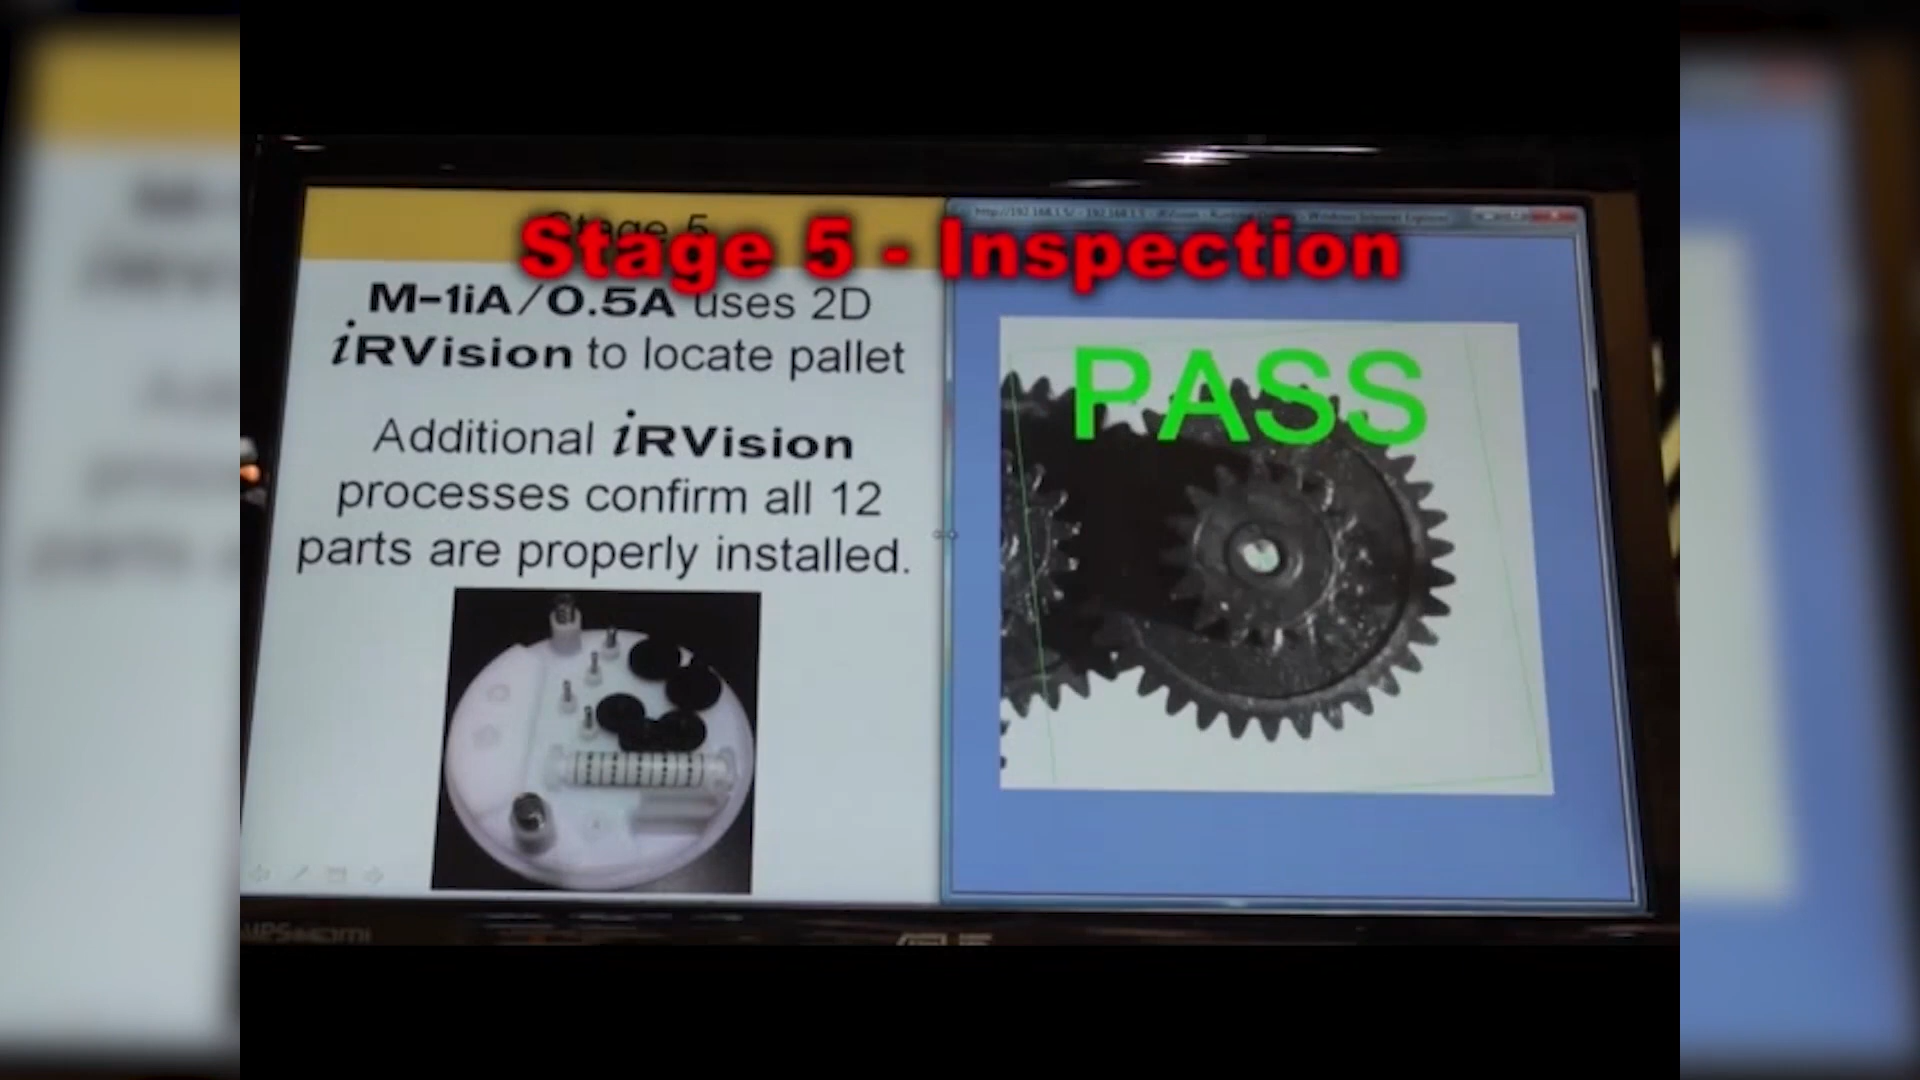 Stage 5
Stage 5 - Inspection
M-1iA/0.5A uses 2D
iRVision to locate pallet
Additional iRVision
processes confirm all 12
parts are properly installed.
PASS
HDMI